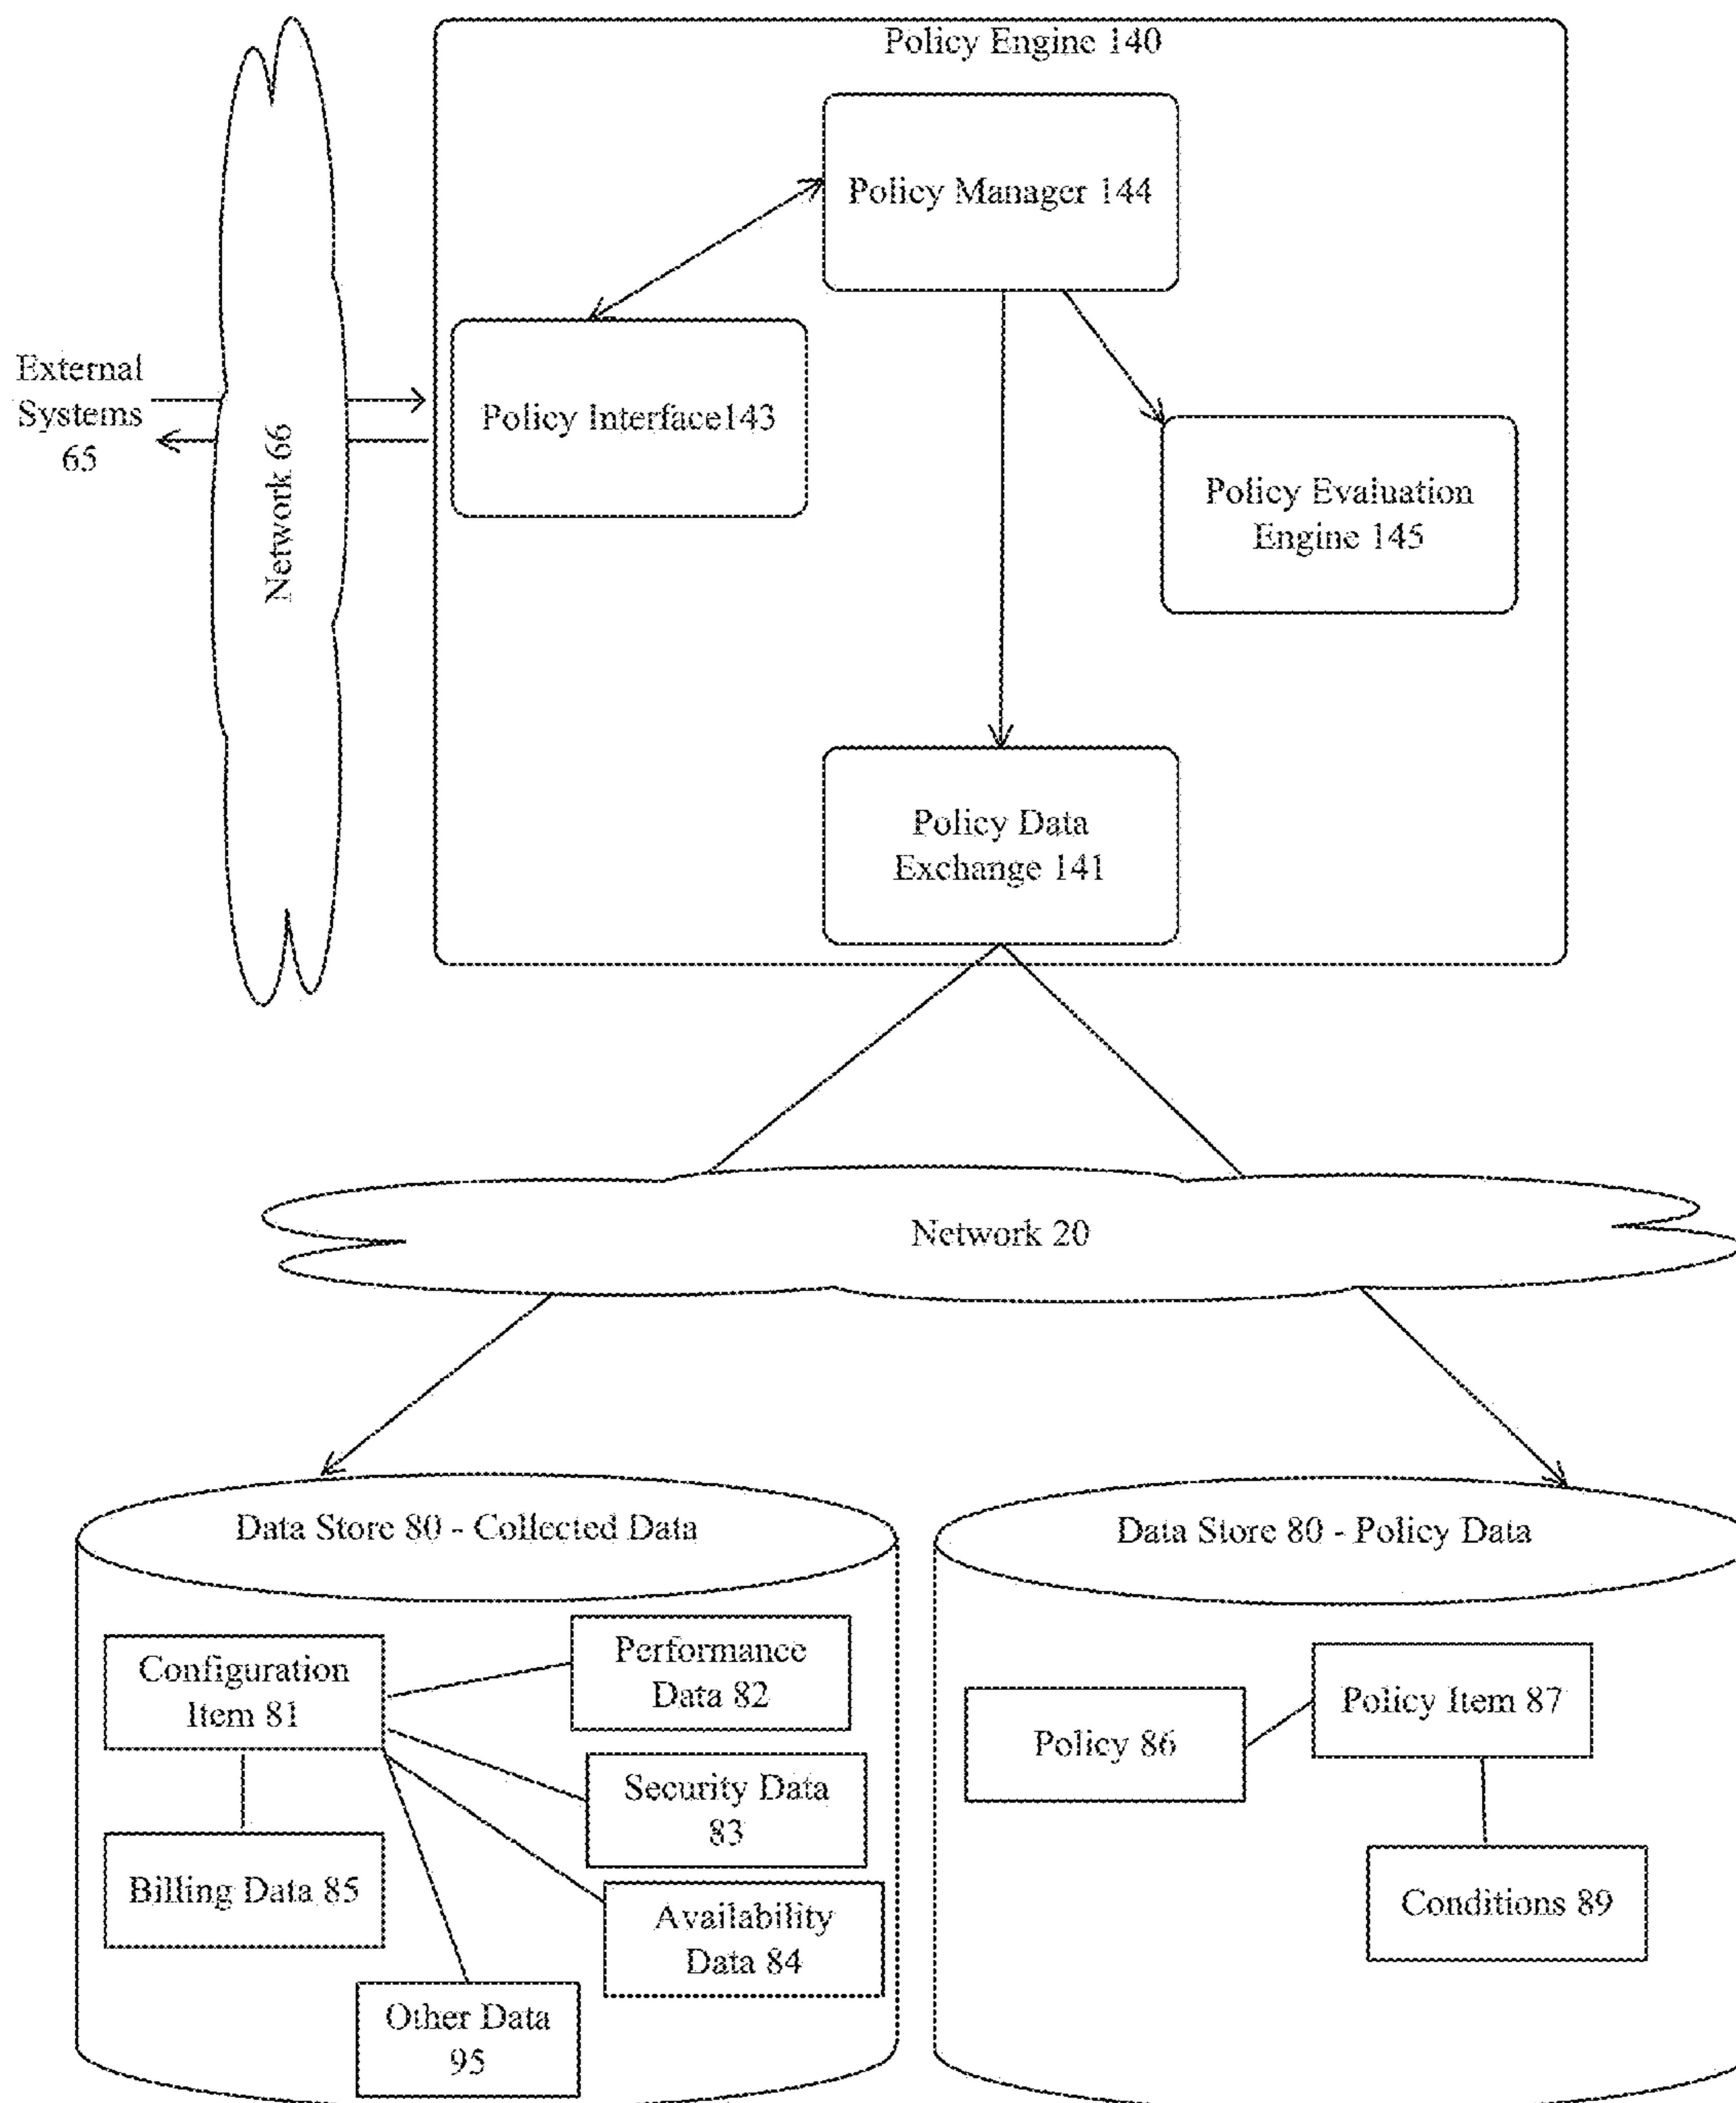 Policy Engine 140
Policy Manager 144
External
Systems
65
Network 66
Policy Interface143
Policy Evaluation
Engine 145
Policy Data
Exchange 141
Network 20
Data Store 80 - Collected Data
Configuration
Item 81
Performance
Data 82
Security Data
83
Billing Data 85
Availability
Data 84
Other Data
95
Data Store 80 - Policy Data
Policy 86
Policy Item 87
Conditions 89